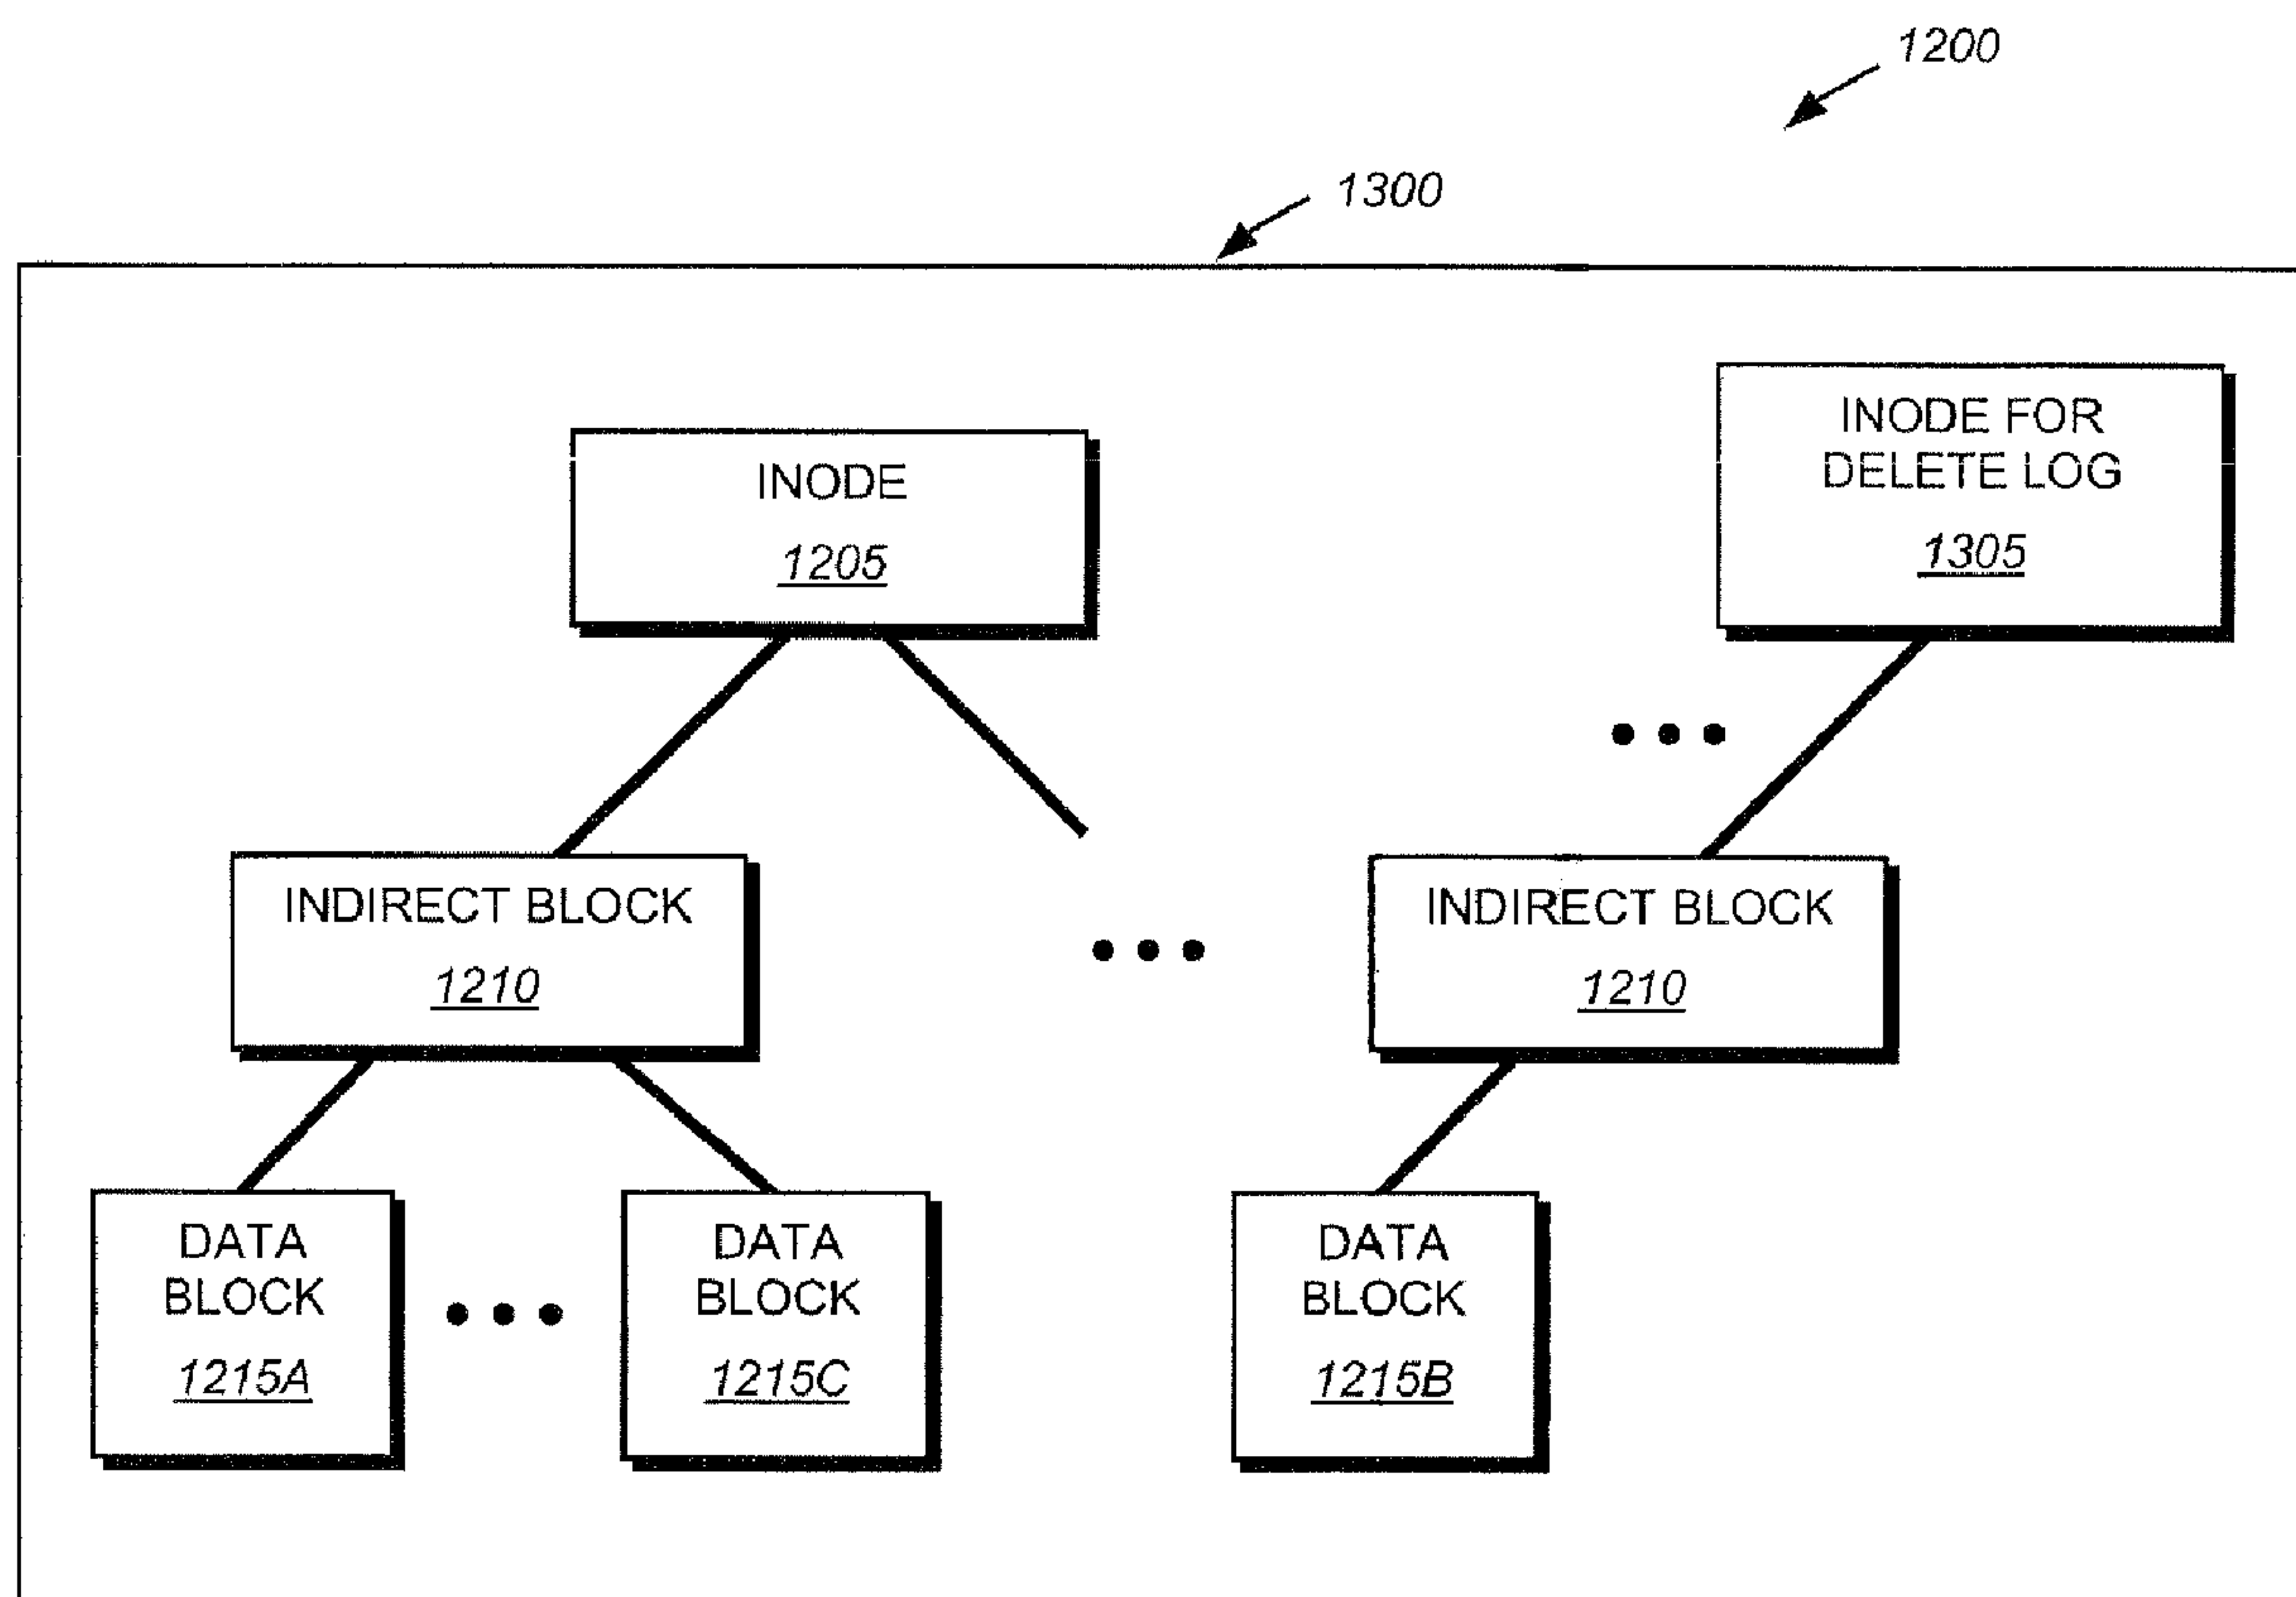 1200
1300
INODE FOR
DELETE LOG
1305
INODE
1205
INDIRECT BLOCK
1210
INDIRECT BLOCK
1210
DATA
BLOCK
1215A
DATA
BLOCK
1215C
DATA
BLOCK
1215B